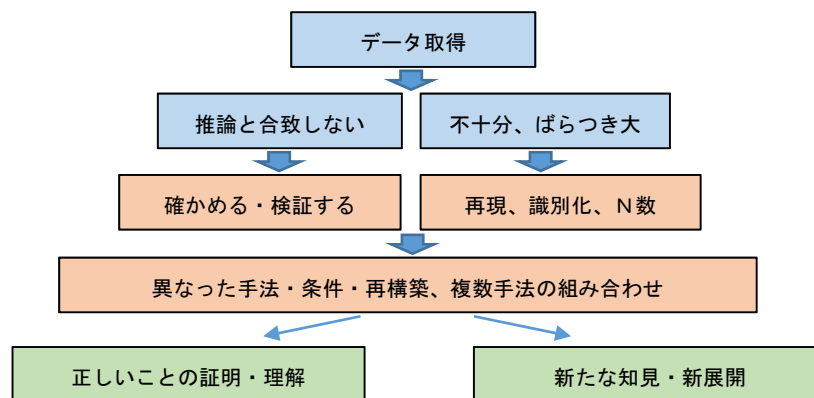 データ取得
推論と合致しない
不十分、ばらつき大
確かめる・検証する
再現、識別化、Ｎ数
異なった手法・条件・再構築、複数手法の組み合わせ
正しいことの証明・理解
新たな知見・新展開